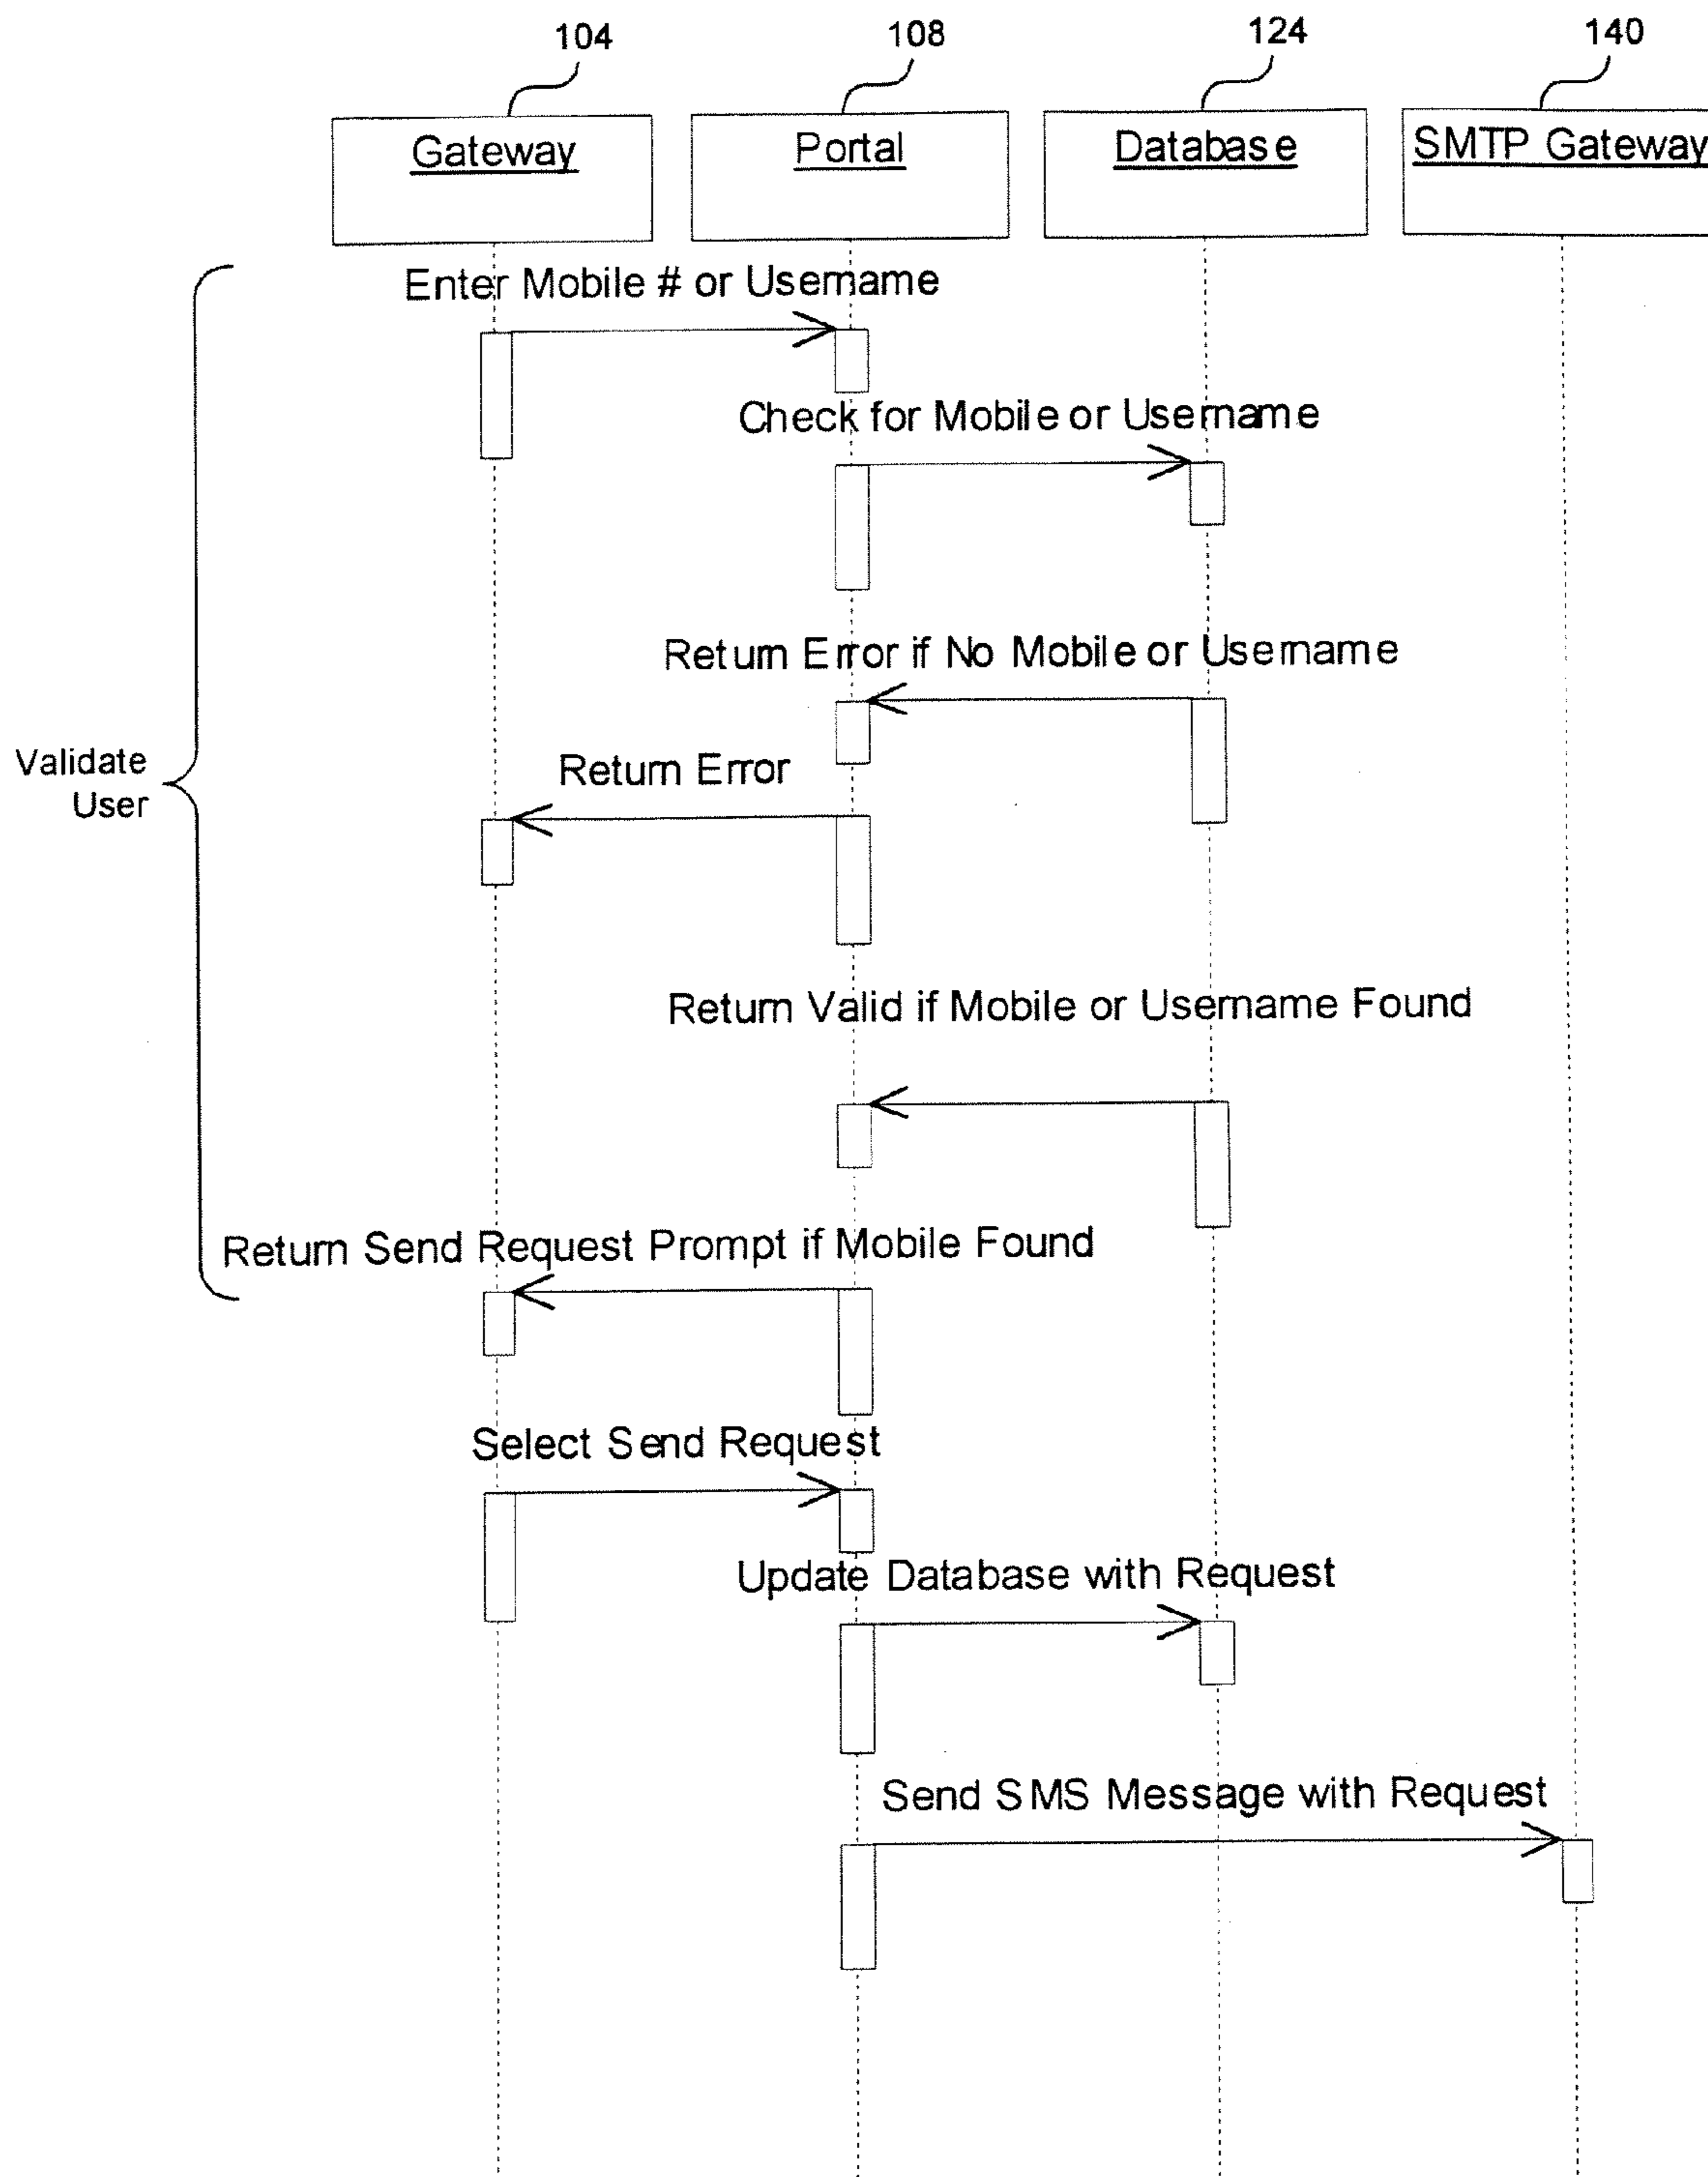 104
108
124
140
Gateway
Portal
Database
SMTP Gateway
Enter Mobile # or Username
Check for Mobile or Username
Return Error if No Mobile or Username
Validate
User
Return Error
Return Valid if Mobile or Username Found
Return Send Request Prompt if Mobile Found
Select Send Request
Update Database with Request
Send SMS Message with Request